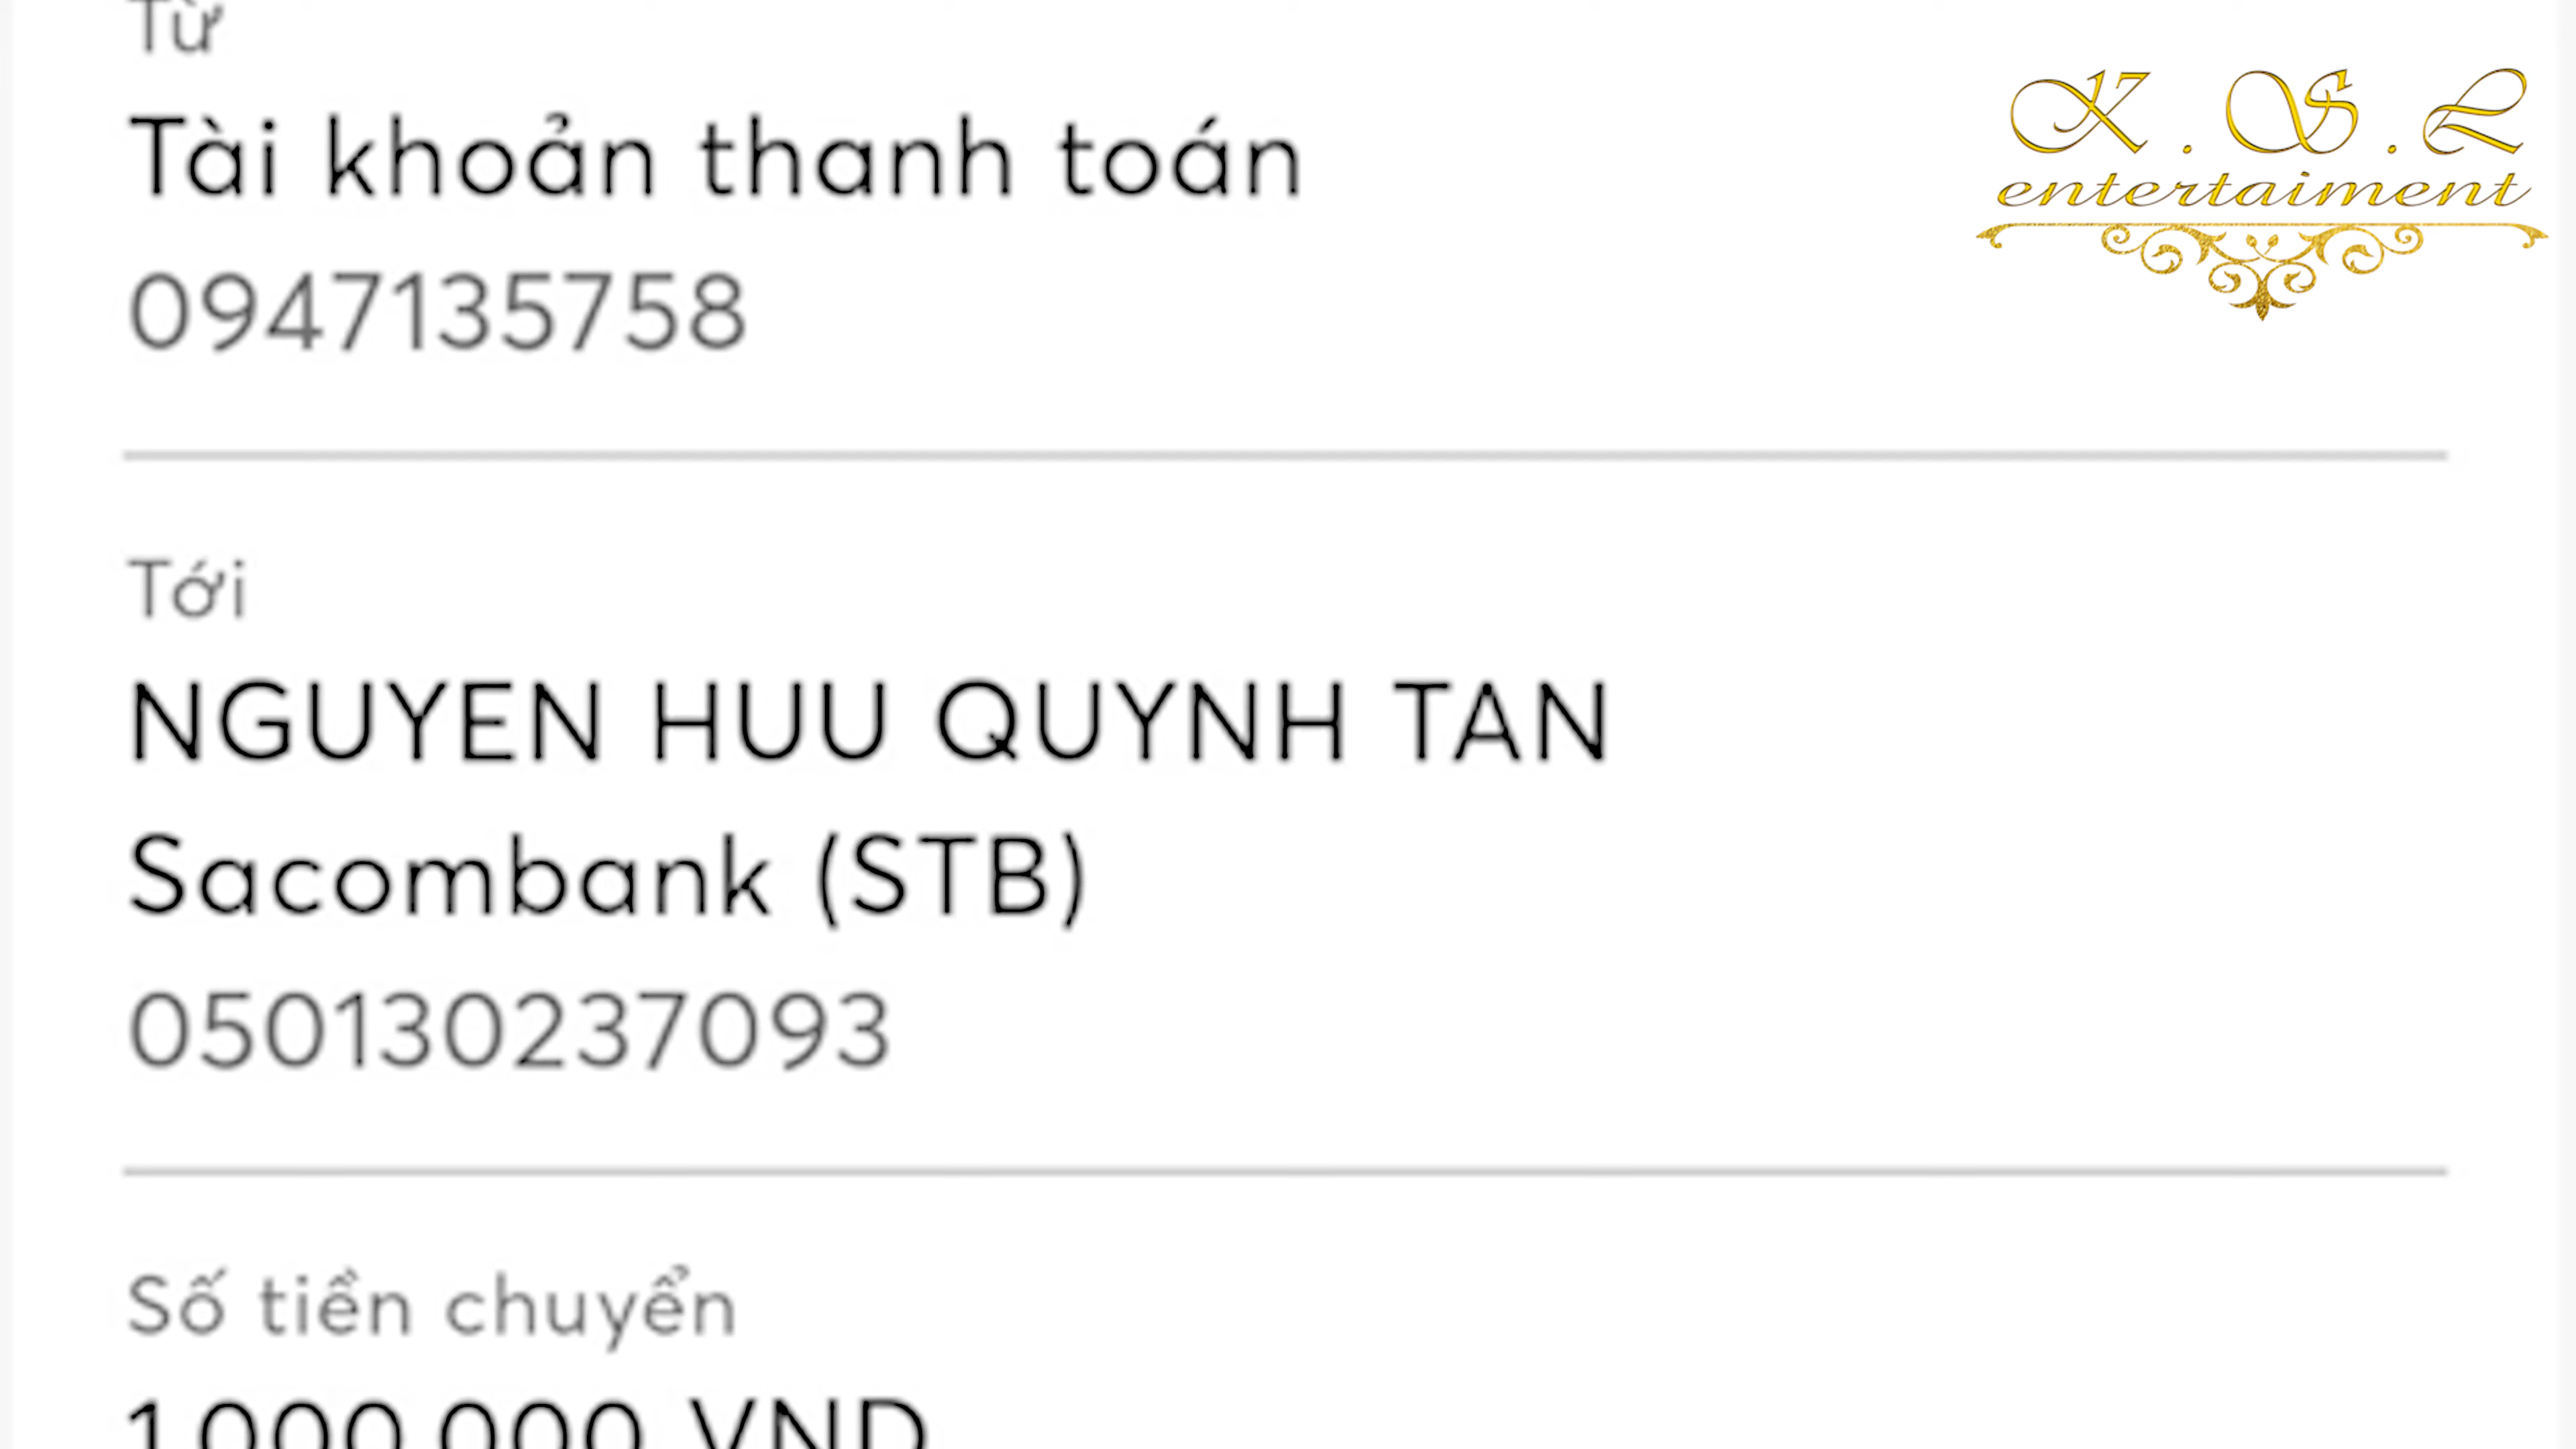 Từ
Tài khoản thanh toán
0947135758
K.S.L
entertaiment
Tới
NGUYEN HUU QUYNH TAN
Sacombank (STB)
050130237093
Số tiền chuyển
1,000,000 VND